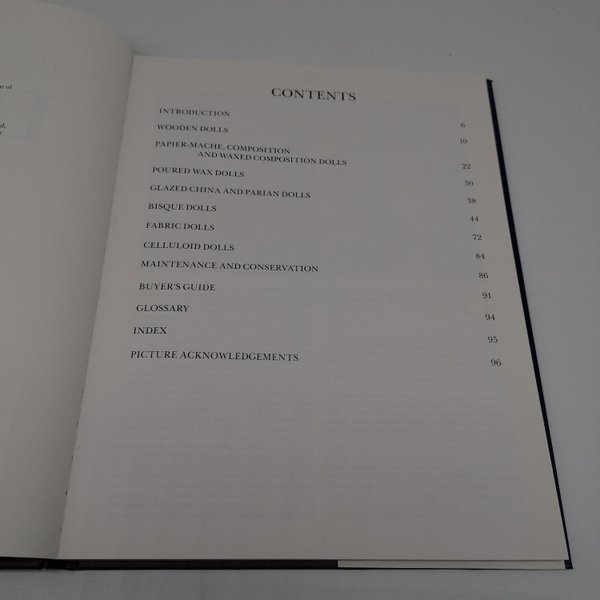 CONTENTS
INTRODUCTION 6
WOODEN DOLLS 10
PAPIER-MACHE, COMPOSITION
AND WAXED COMPOSITION DOLLS 22
POURED WAX DOLLS 30
GLAZED CHINA AND PARIAN DOLLS 38
BISQUE DOLLS 44
FABRIC DOLLS 72
CELLULOID DOLLS 84
MAINTENANCE AND CONSERVATION 86
BUYER'S GUIDE 91
GLOSSARY 94
INDEX 95
PICTURE ACKNOWLEDGEMENTS 96